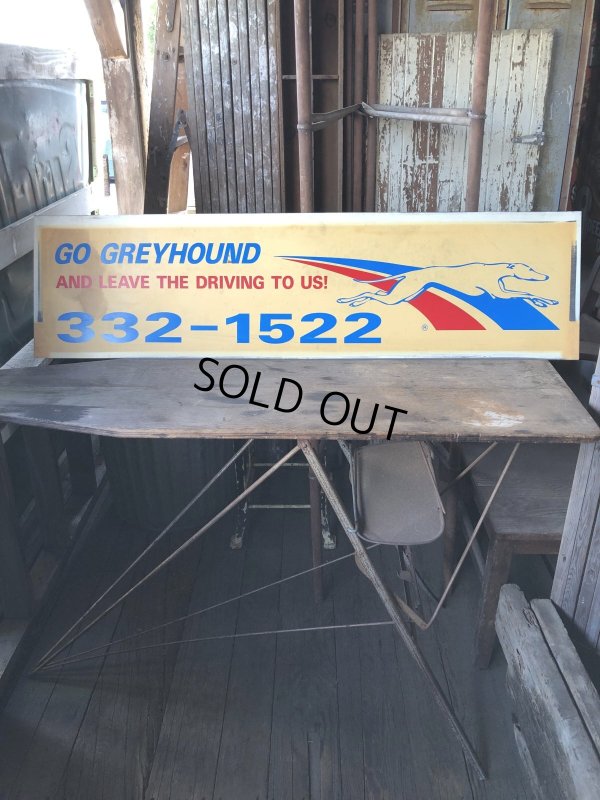 GO GREYHOUND
AND LEAVE THE DRIVING TO US!
332-1522
®
SOLD OUT